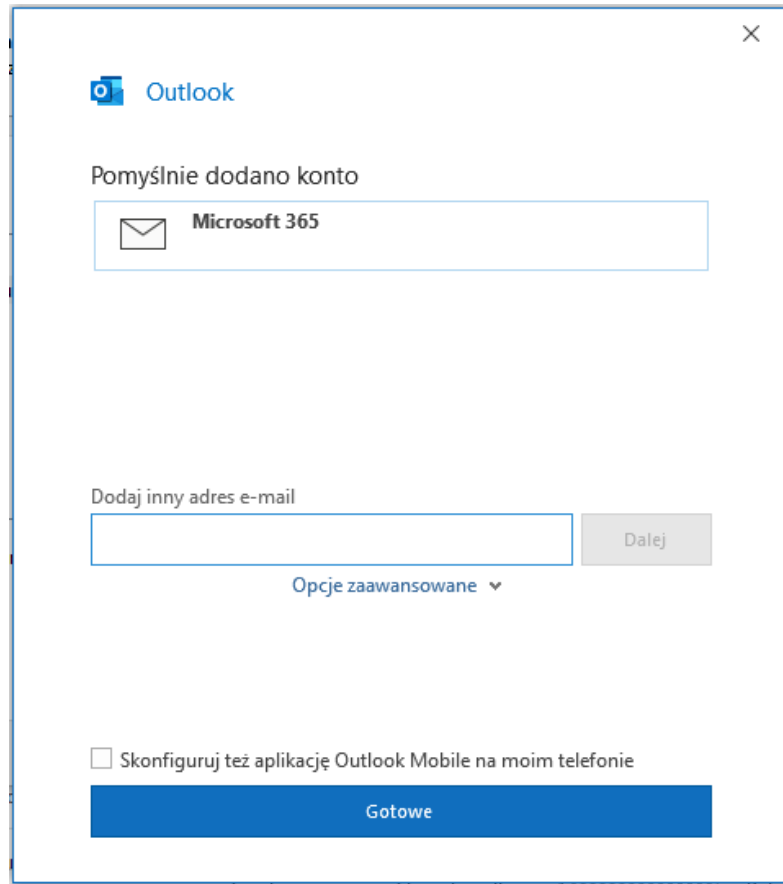 Outlook
Pomyślnie dodano konto
Microsoft 365
Dodaj inny adres e-mail
Dalej
Opcje zaawansowane
Skonfiguruj też aplikację Outlook Mobile na moim telefonie
Gotowe